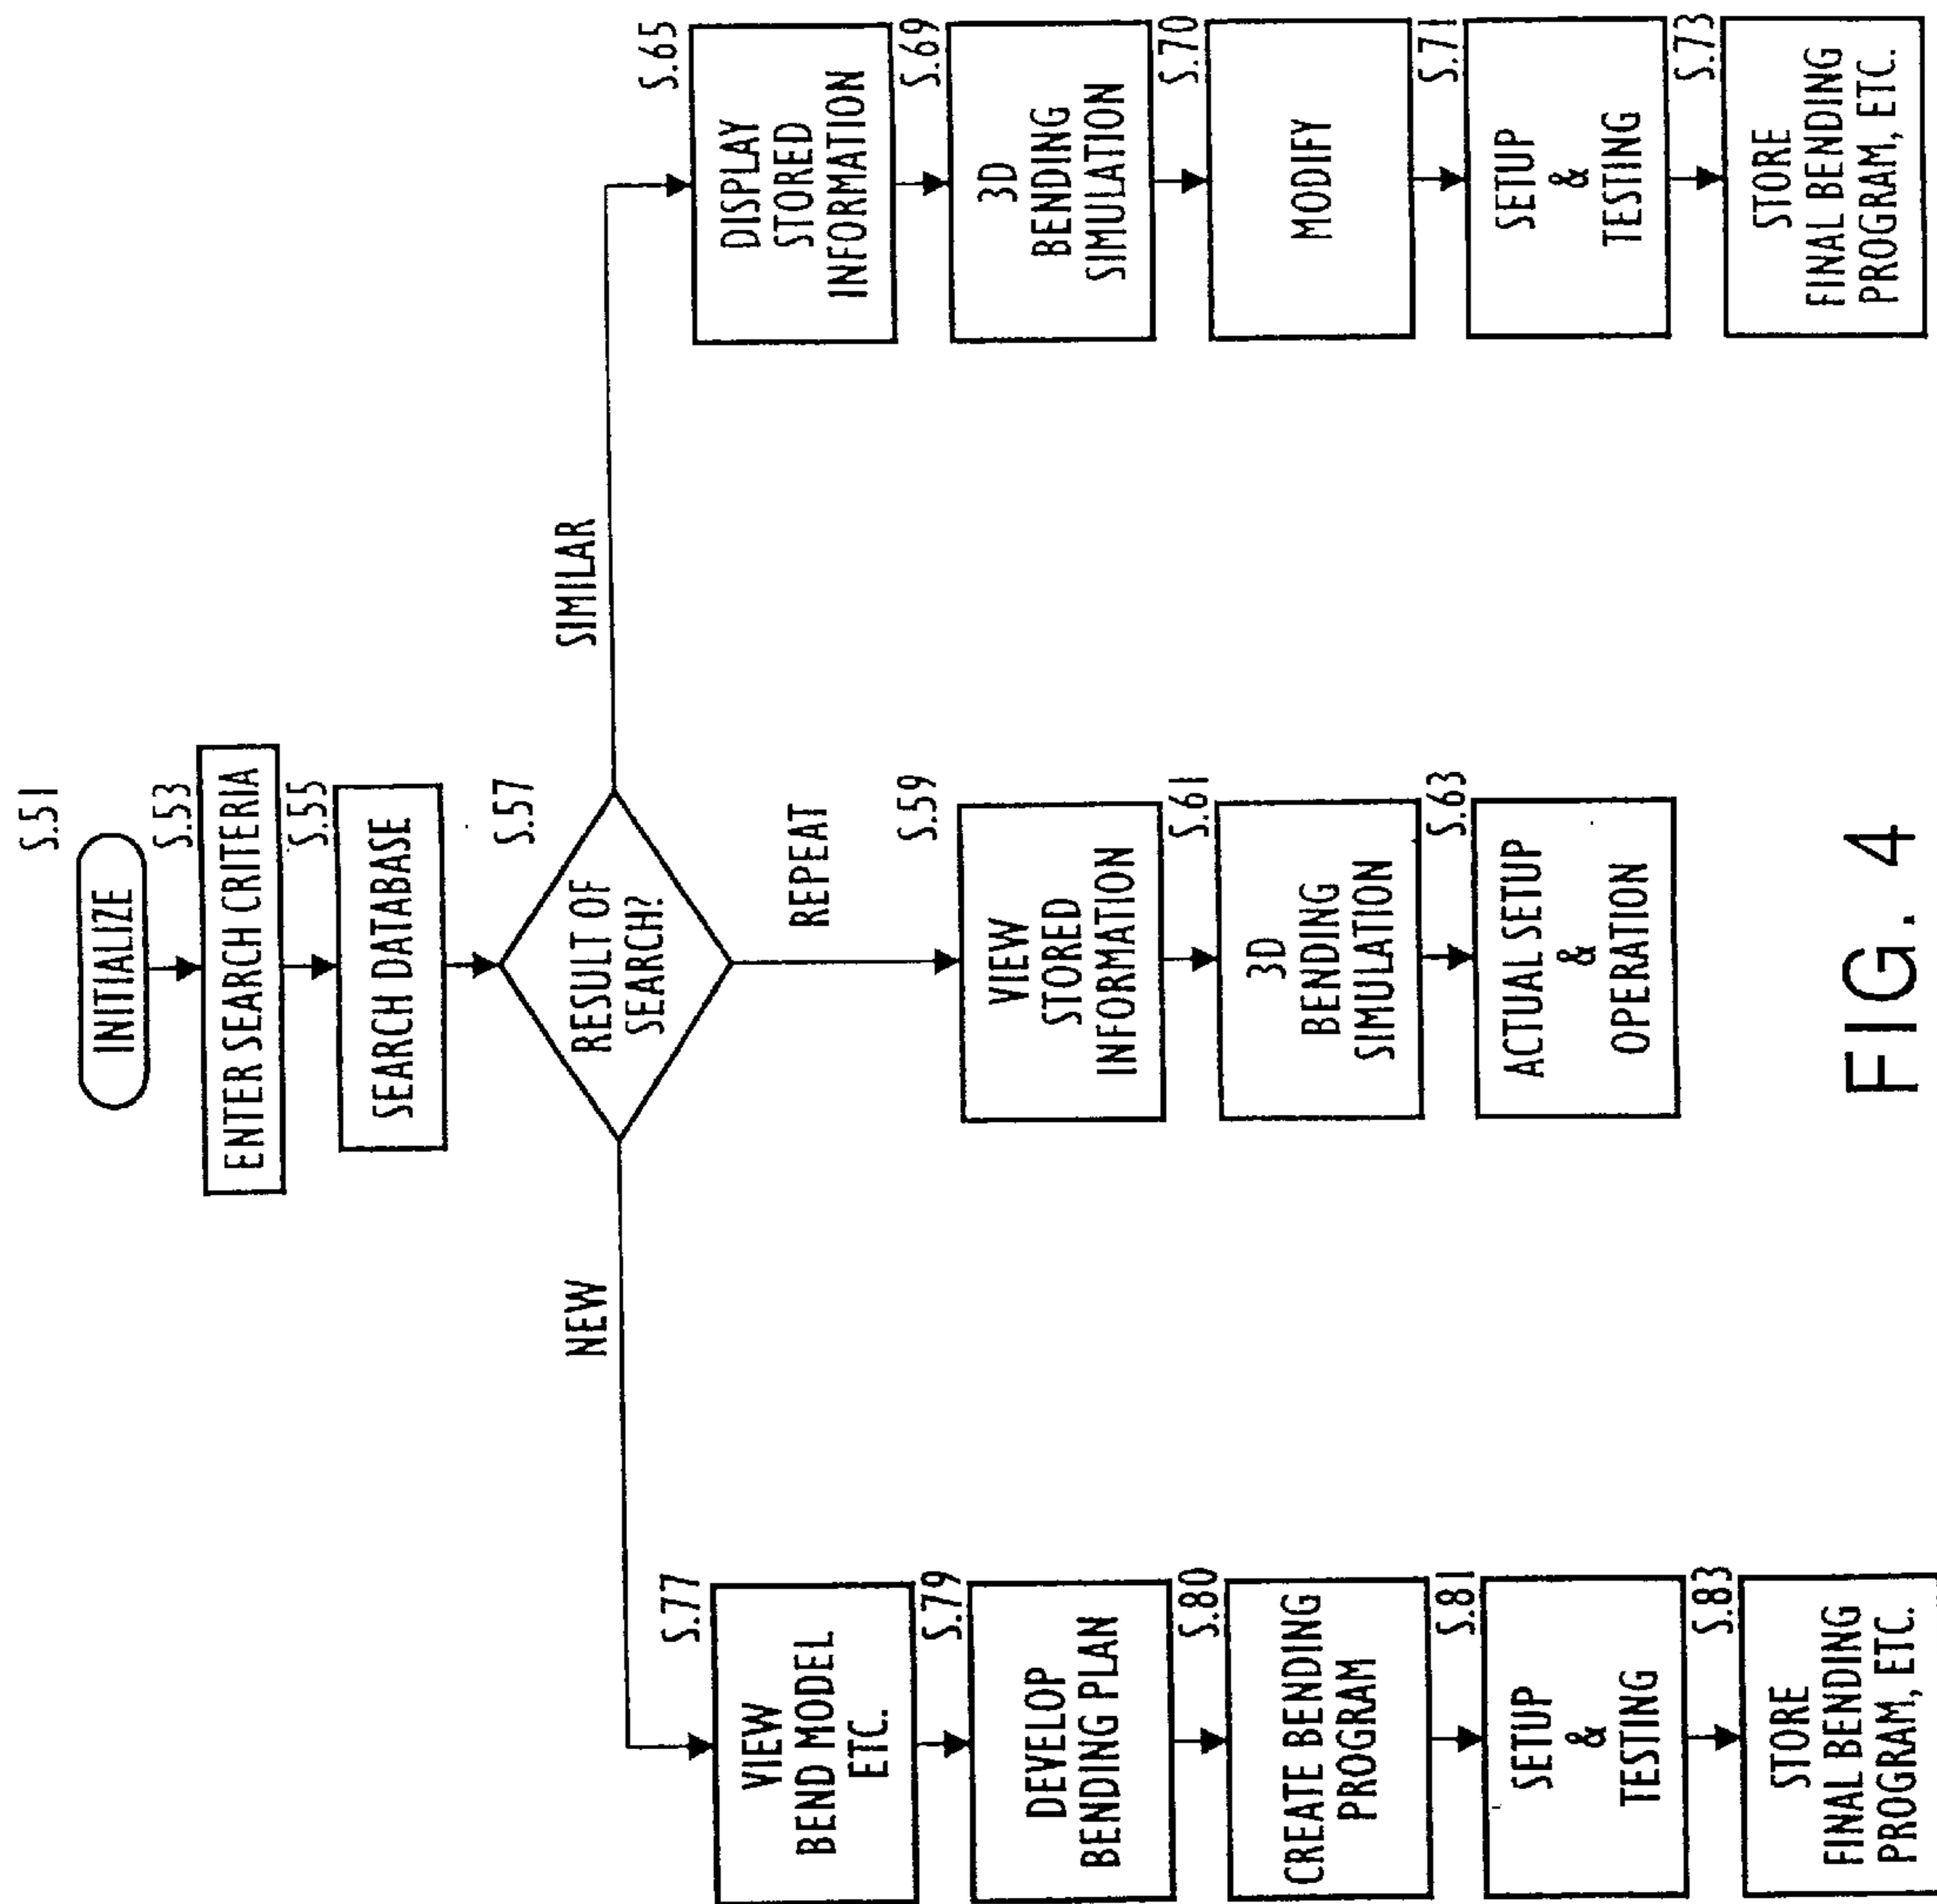 S.51
INITIALIZE
S.53
ENTER SEARCH CRITERIA
S.55
SEARCH DATABASE
S.57
RESULT OF
SEARCH?
NEW
REPEAT
SIMILAR
S.77
VIEW
BEND MODEL
ETC.
S.79
DEVELOP
BENDING PLAN
S.80
CREATE BENDING
PROGRAM
S.81
SETUP
&
TESTING
S.83
STORE
FINAL BENDING
PROGRAM, ETC.
S.59
VIEW
STORED
INFORMATION
S.61
3D
BENDING
SIMULATION
S.63
ACTUAL SETUP
&
OPERATION
S.65
DISPLAY
STORED
INFORMATION
S.69
3D
BENDING
SIMULATION
S.70
MODIFY
S.71
SETUP
&
TESTING
S.73
STORE
FINAL BENDING
PROGRAM, ETC.
FIG. 4